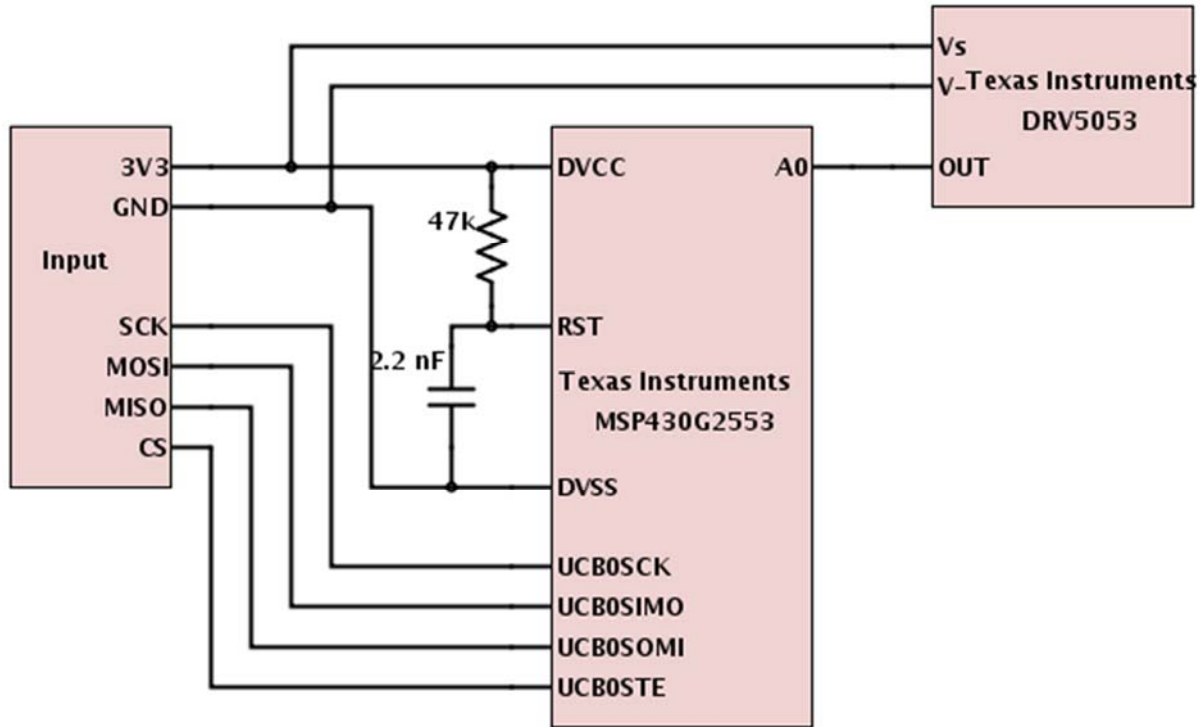 Vs
V-
Texas Instruments
DRV5053
OUT
3V3
GND
Input
SCK
MOSI
MISO
CS
47k
2.2 nF
DVCC
A0
RST
Texas Instruments
MSP430G2553
DVSS
UCB0SCK
UCB0SIMO
UCB0SOMI
UCB0STE